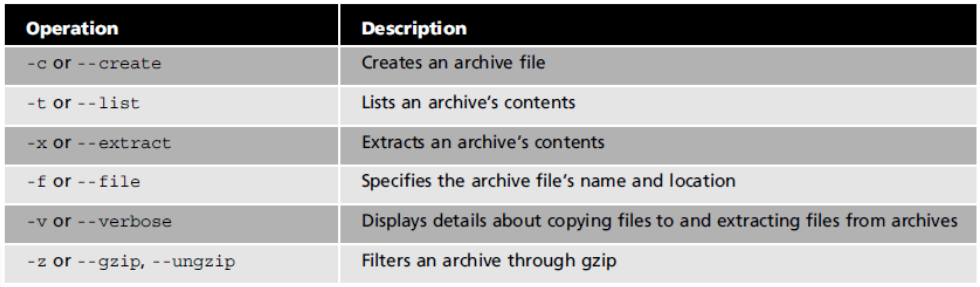 Operation Description
-c or --create Creates an archive file
-t or --list Lists an archive's contents
-x or --extract Extracts an archive's contents
-f or --file Specifies the archive file's name and location
-v or --verbose Displays details about copying files to and extracting files from archives
-z or --gzip, --ungzip Filters an archive through gzip